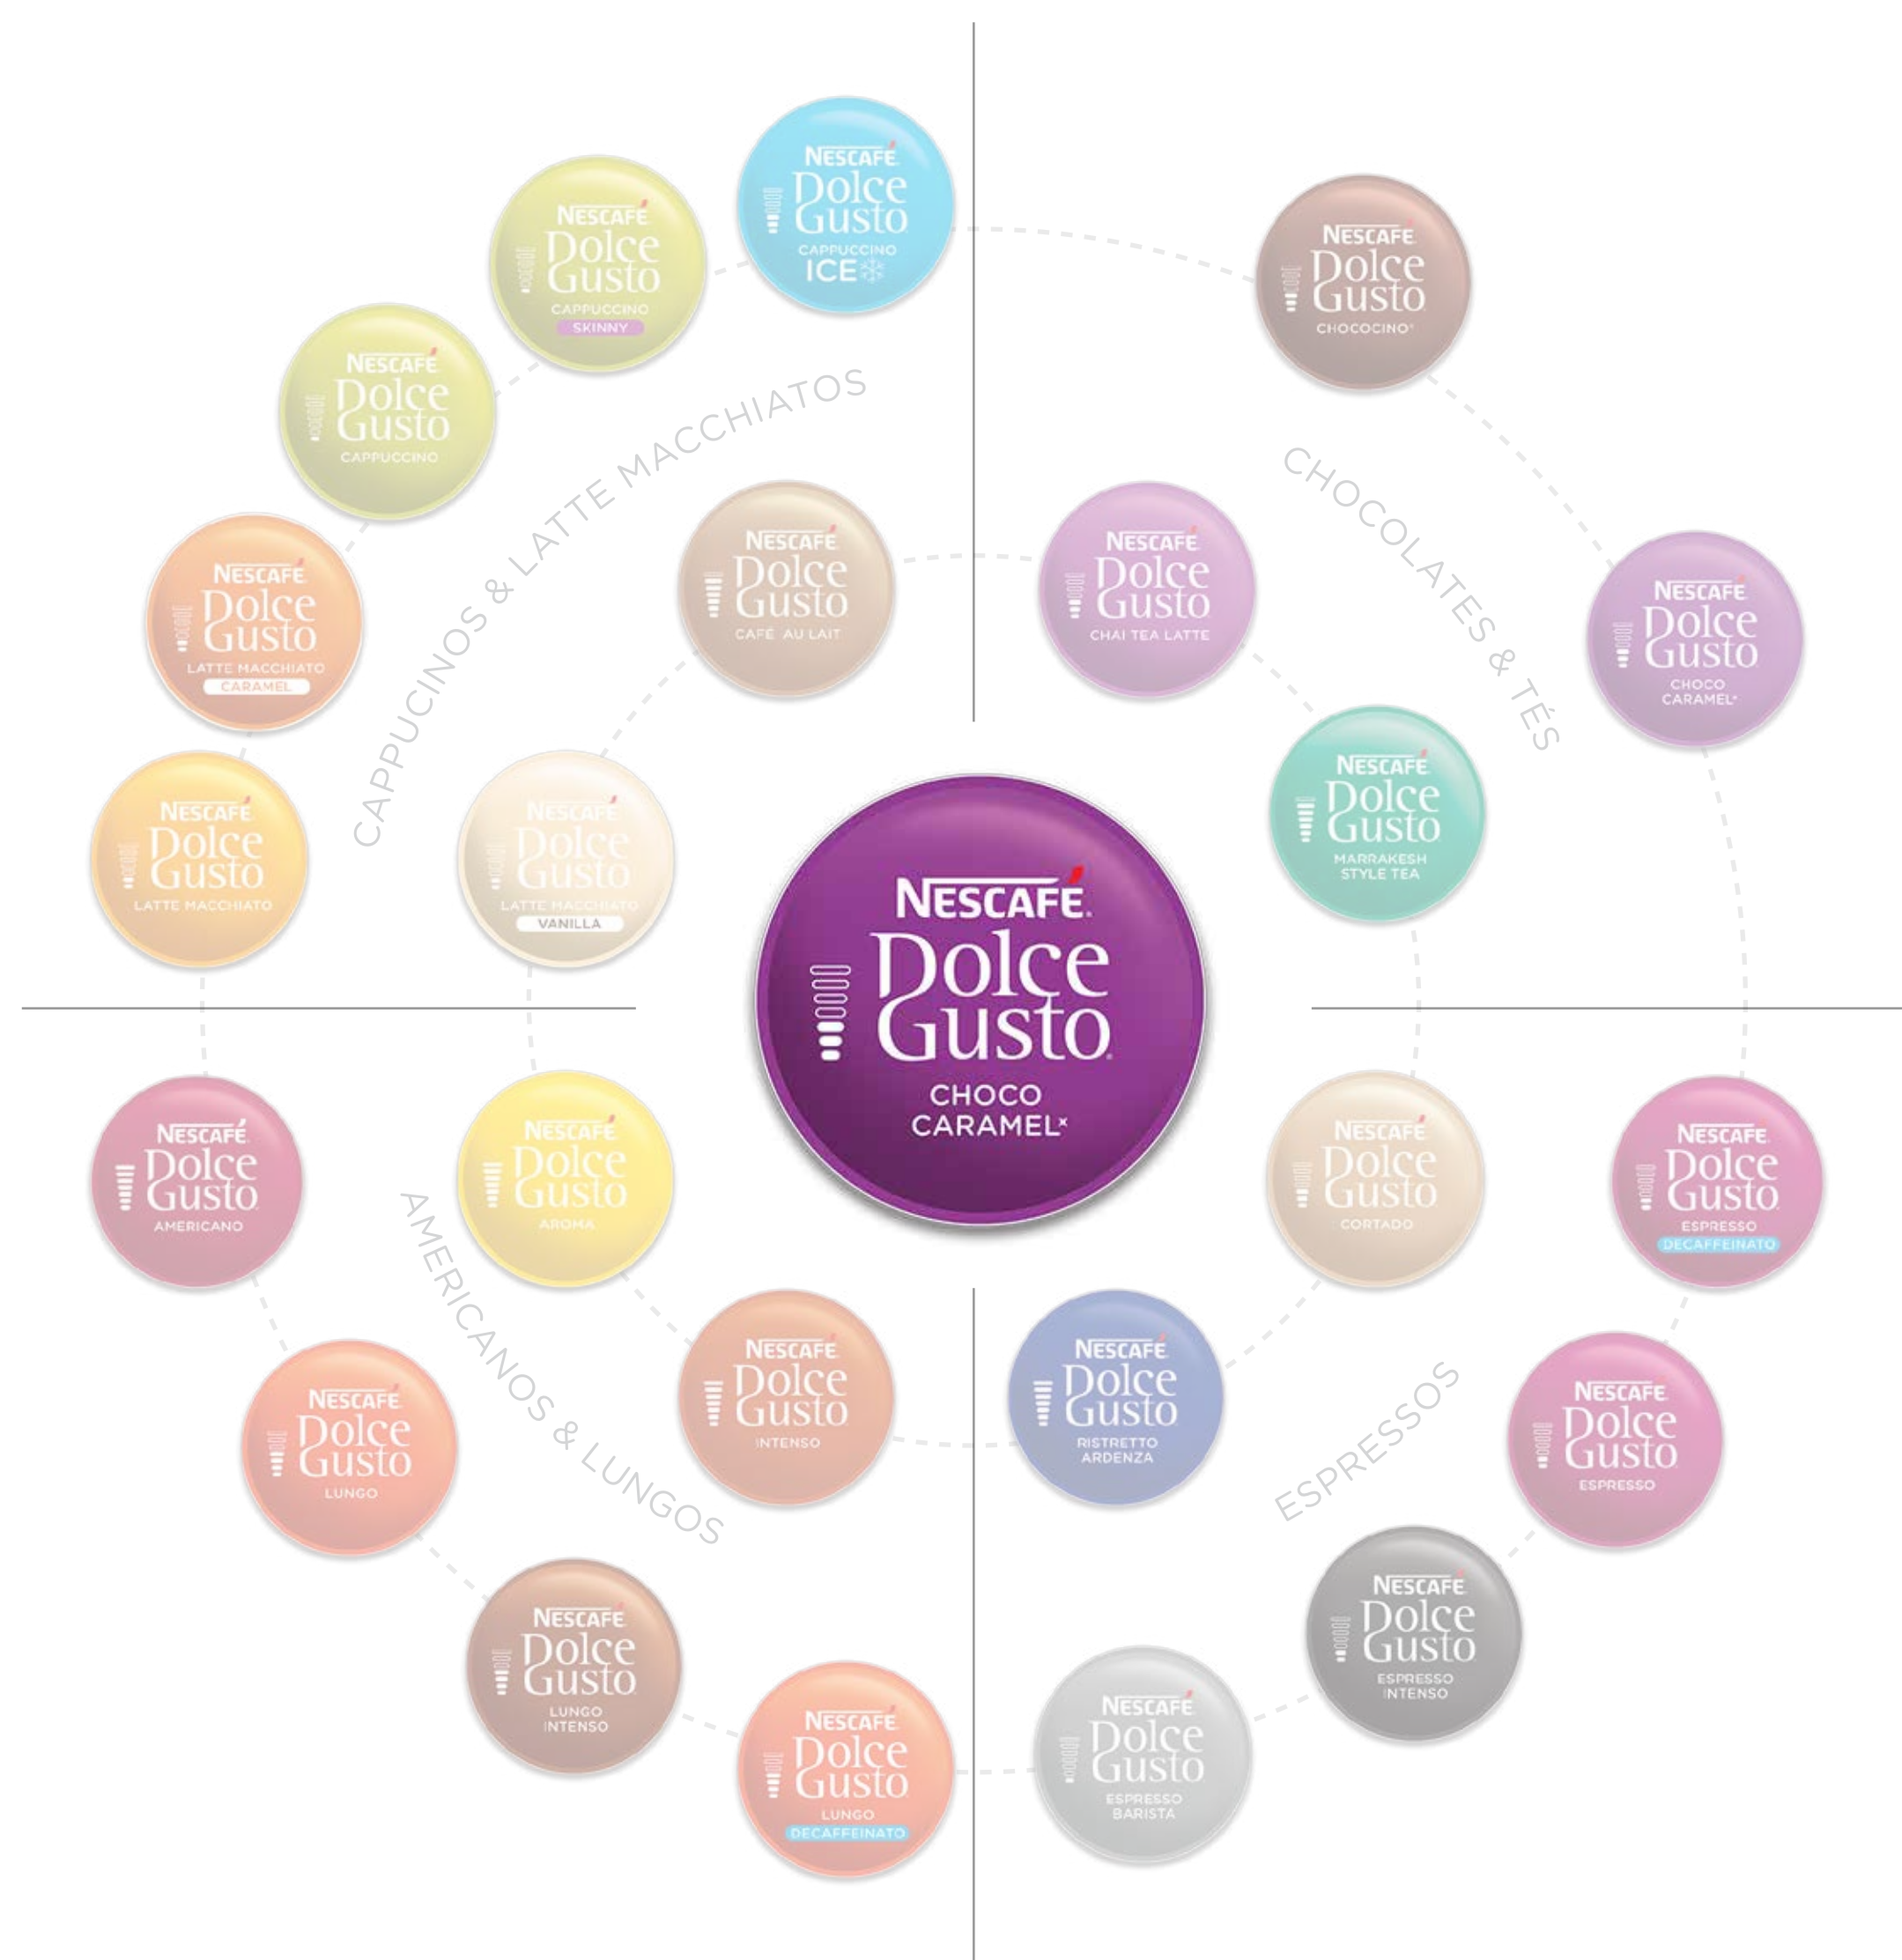 NESCAFÉ
Dolce
Gusto
CAPPUCCINO
ICE
NESCAFÉ
Dolce
Gusto
CAPPUCCINO
SKINNY
NESCAFÉ
Dolce
Gusto
CAPPUCCINO
NESCAFÉ
Dolce
Gusto
LATTE MACCHIATO
CARAMEL
NESCAFÉ
Dolce
Gusto
LATTE MACCHIATO
CAPPUCINOS & LATTE MACCHIATOS
NESCAFÉ
Dolce
Gusto
CAFÉ AU LAIT
NESCAFÉ
Dolce
Gusto
LATTE MACCHIATO
VANILLA
NESCAFÉ
Dolce
Gusto
CHOCOCINO*
NESCAFÉ
Dolce
Gusto
CHOCO
CARAMEL*
CHOCOLATES & TÉS
NESCAFÉ
Dolce
Gusto
CHAI TEA LATTE
NESCAFÉ
Dolce
Gusto
MARRAKESH
STYLE TEA
NESCAFÉ.
Dolce
Gusto
CHOCO
CARAMEL×
NESCAFÉ
Dolce
Gusto
AMERICANO
NESCAFÉ
Dolce
Gusto
AROMA
AMERICANOS & LUNGOS
NESCAFÉ
Dolce
Gusto
INTENSO
NESCAFÉ
Dolce
Gusto
LUNGO
NESCAFÉ
Dolce
Gusto
LUNGO
INTENSO
NESCAFÉ
Dolce
Gusto
LUNGO
DECAFFEINATO
NESCAFÉ
Dolce
Gusto
CORTADO
NESCAFÉ
Dolce
Gusto
ESPRESSO
DECAFFEINATO
NESCAFÉ
Dolce
Gusto
RISTRETTO
ARDENZA
ESPRESSOS
NESCAFÉ
Dolce
Gusto
ESPRESSO
NESCAFÉ
Dolce
Gusto
ESPRESSO
INTENSO
NESCAFÉ
Dolce
Gusto
ESPRESSO
BARISTA